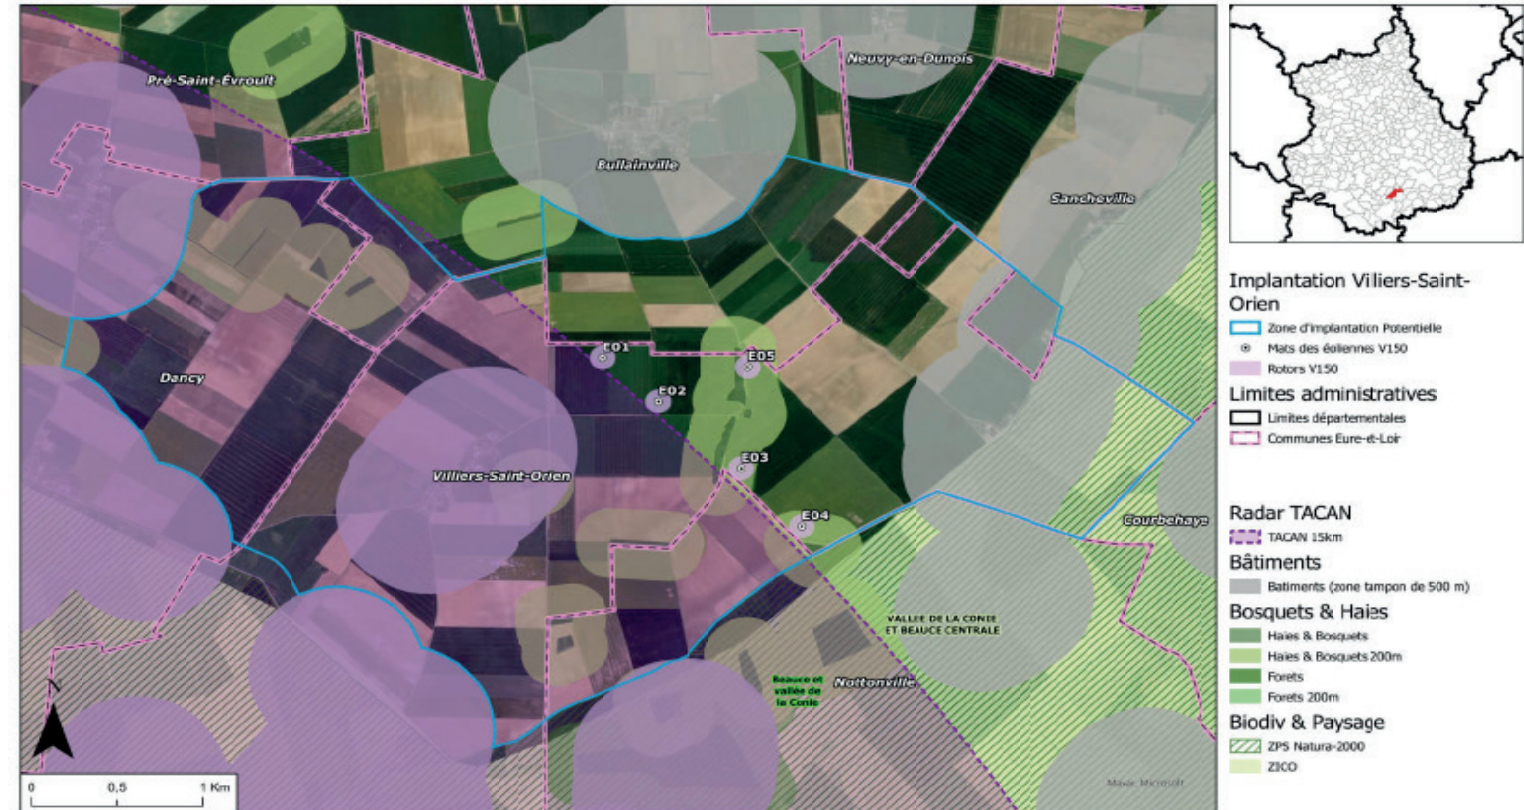 Pré-Saint-Évroult
Neuvy-en-Dunois
Bullainville
Sancheville
E01
E05
Dancy
E02
E03
Villiers-Saint-Orien
E04
Courbehaye
VALLEE DE LA CONIE
ET BEAUCE CENTRALE
Beauce et
vallée de
la Conie
Nottonville
N
0
0,5
1 Km
Maxar, Microsoft
Implantation Villiers-Saint-
Orien
Zone d'implantation Potentielle
Mats des éoliennes V150
Rotors V150
Limites administratives
Limites départementales
Communes Eure-et-Loir
Radar TACAN
TACAN 15km
Bâtiments
Batiments (zone tampon de 500 m)
Bosquets & Haies
Haies & Bosquets
Haies & Bosquets 200m
Forets
Forets 200m
Biodiv & Paysage
ZPS Natura-2000
ZICO